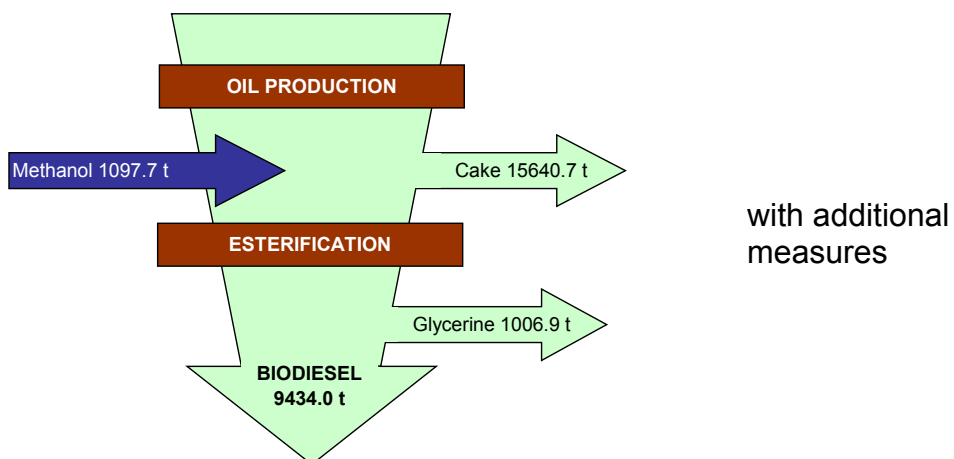 OIL PRODUCTION
Methanol 1097.7 t
Cake 15640.7 t
with additional
measures
ESTERIFICATION
Glycerine 1006.9 t
BIODIESEL
9434.0 t